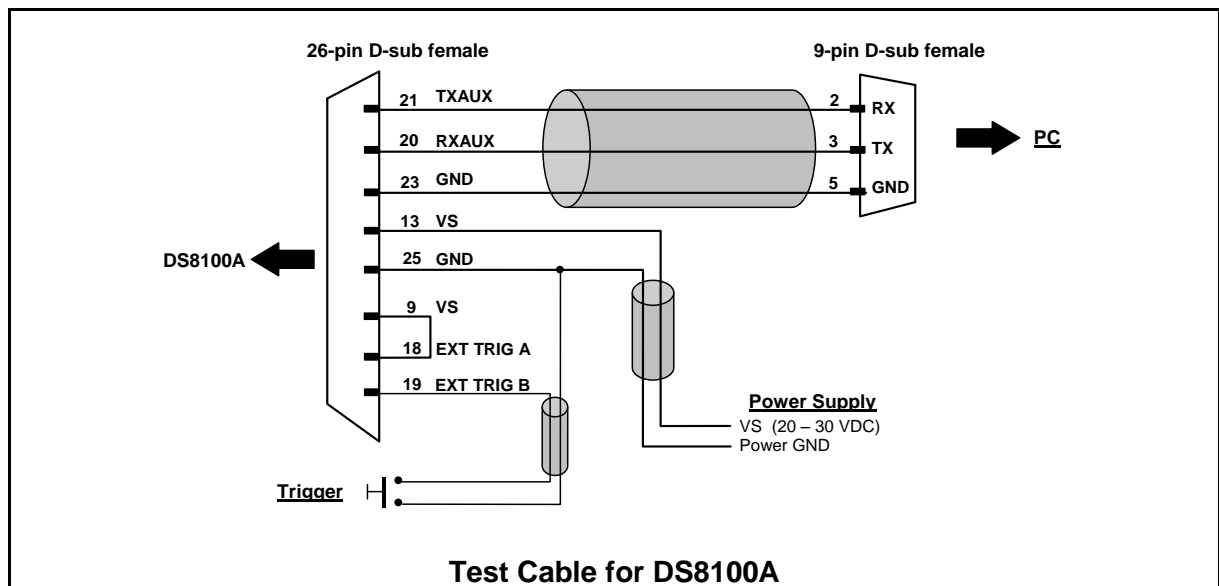 26-pin D-sub female
9-pin D-sub female
21 TXAUX
2 RX
20 RXAUX
3 TX
PC
23 GND
5 GND
13 VS
DS8100A
25 GND
9 VS
18 EXT TRIG A
19 EXT TRIG B
Power Supply
VS (20 – 30 VDC)
Power GND
Trigger
Test Cable for DS8100A